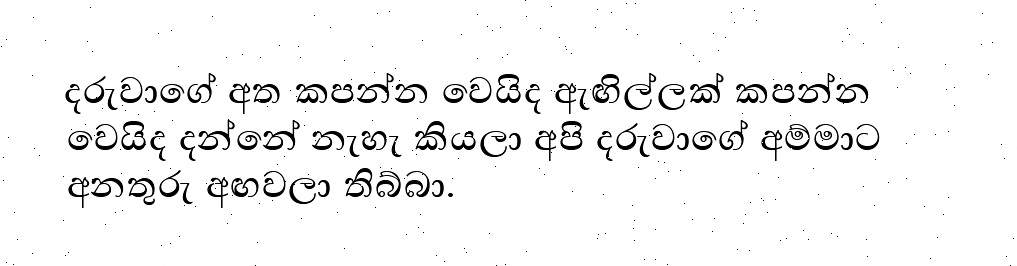 දරුවාගේ අත කපන්න වෙයිද ඇඟිල්ලක් කපන්න
වෙයිද දන්නේ නැහැ කියලා අපි දරුවාගේ අම්මාට
අනතුරු අඟවලා තිබ්බා.